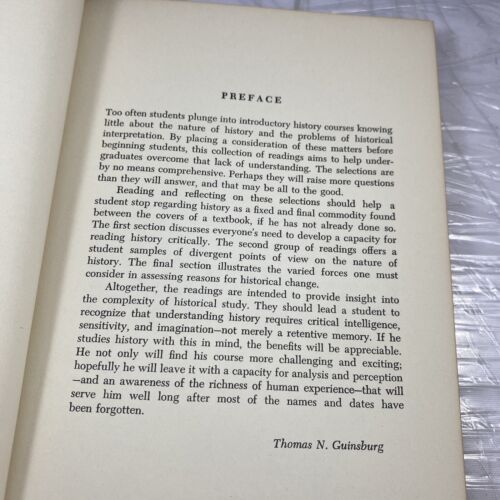 PREFACE
Too often students plunge into introductory history courses knowing
little about the nature of history and the problems of historical
interpretation. By placing a consideration of these matters before
beginning students, this collection of readings aims to help under-
graduates overcome that lack of understanding. The selections are
by no means comprehensive. Perhaps they will raise more questions
than they will answer, and that may be all to the good.
Reading and reflecting on these selections should help a
student stop regarding history as a fixed and final commodity found
between the covers of a textbook, if he has not already done so.
The first section discusses everyone's need to develop a capacity for
reading history critically. The second group of readings offers a
student samples of divergent points of view on the nature of
history. The final section illustrates the varied forces one must
consider in assessing reasons for historical change.
Altogether, the readings are intended to provide insight into
the complexity of historical study. They should lead a student to
recognize that understanding history requires critical intelligence,
sensitivity, and imagination—not merely a retentive memory. If he
studies history with this in mind, the benefits will be appreciable.
He not only will find his course more challenging and exciting;
hopefully he will leave it with a capacity for analysis and perception
—and an awareness of the richness of human experience—that will
serve him well long after most of the names and dates have
been forgotten.
Thomas N. Guinsburg